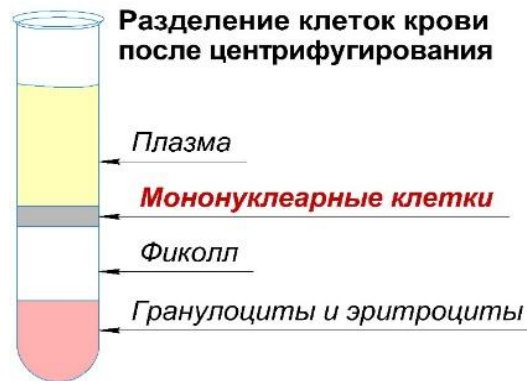 Разделение клеток крови
после центрифугирования
Плазма
Мононуклеарные клетки
Фиколл
Гранулоциты и эритроциты